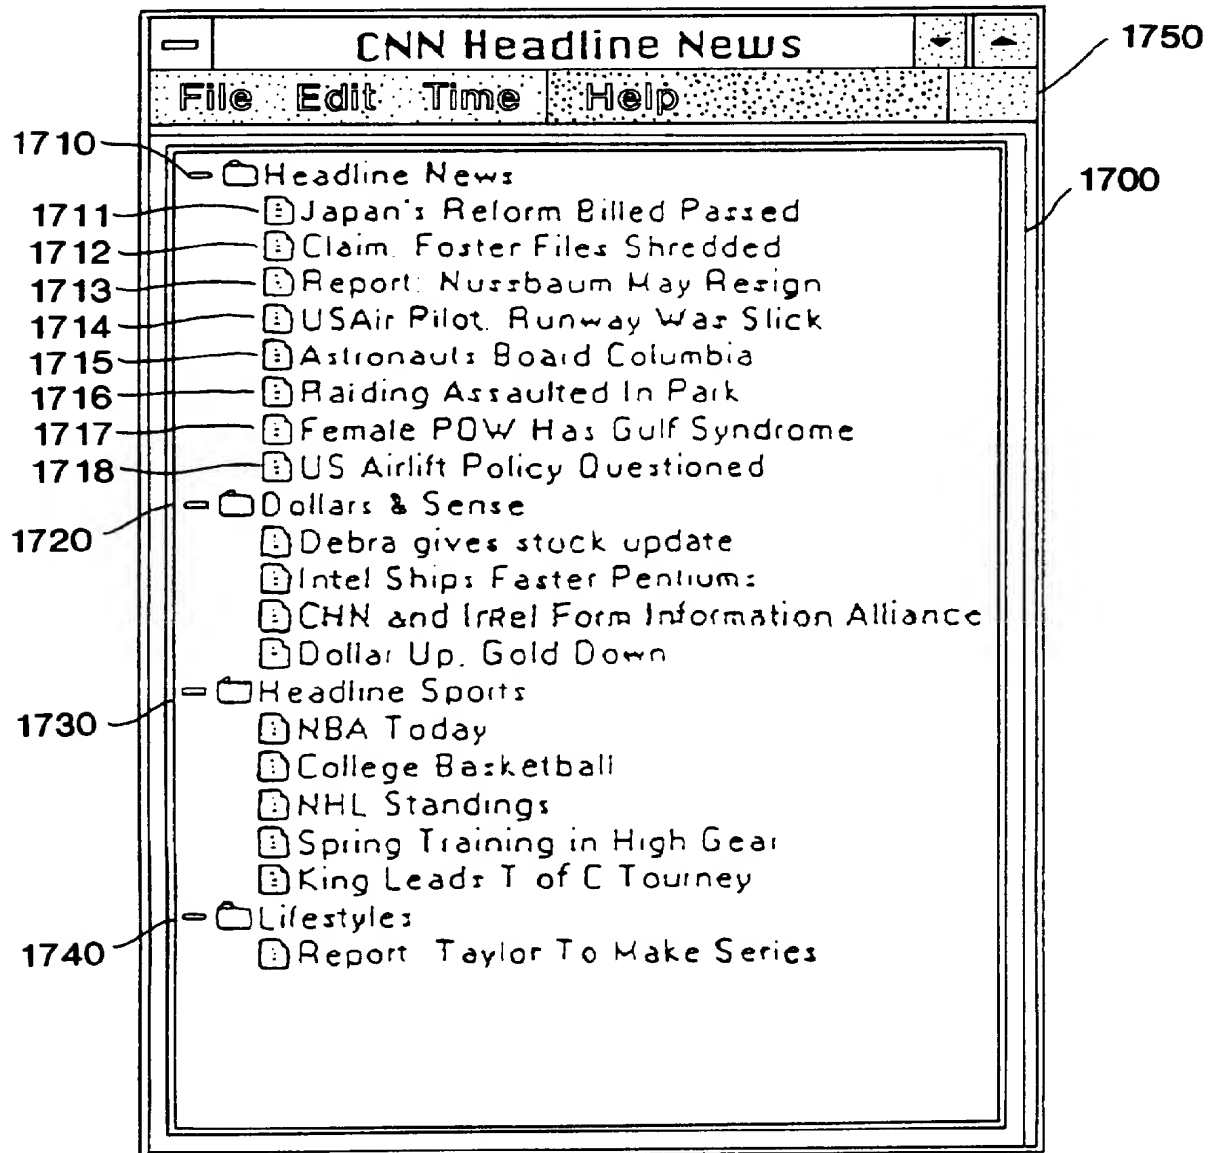 CNN Headline News
1750
File Edit Time Help
1710
Headline News
1700
1711 Japan's Reform Billed Passed
1712 Claim. Foster Files Shredded
1713 Report: Nussbaum May Resign
1714 USAir Pilot. Runway Was Slick
1715 Astronauts Board Columbia
1716 Raiding Assaulted In Park
1717 Female POW Has Gulf Syndrome
1718 US Airlift Policy Questioned
Dollars & Sense
1720
Debra gives stock update
Intel Ships Faster Pentiums
CHN and IrRel Form Information Alliance
Dollar Up. Gold Down
Headline Sports
1730
NBA Today
College Basketball
NHL Standings
Spring Training in High Gear
King Leads T of C Tourney
Lifestyles
1740
Report Taylor To Make Series